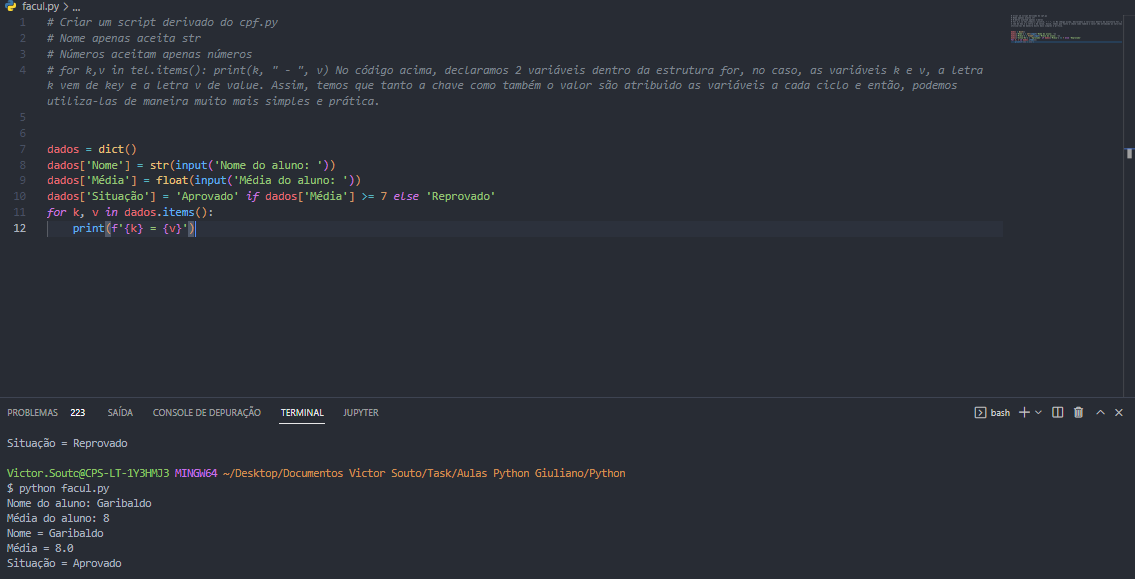 facul.py > ...
1 # Criar um script derivado do cpf.py
2 # Nome apenas aceita str
3 # Números aceitam apenas números
4 # for k,v in tel.items(): print(k, " - ", v) No código acima, declaramos 2 variáveis dentro da estrutura for, no caso, as variáveis k e v, a letra
k vem de key e a letra v de value. Assim, temos que tanto a chave como também o valor são atribuido as variáveis a cada ciclo e então, podemos
utiliza-las de maneira muito mais simples e prática.
5
6
7 dados = dict()
8 dados['Nome'] = str(input('Nome do aluno: '))
9 dados['Média'] = float(input('Média do aluno: '))
10 dados['Situação'] = 'Aprovado' if dados['Média'] >= 7 else 'Reprovado'
11 for k, v in dados.items():
12 print(f'{k} = {v}')
PROBLEMAS 223 SAÍDA CONSOLE DE DEPURAÇÃO TERMINAL JUPYTER bash
Situação = Reprovado
Victor.Souto@CPS-LT-1Y3HMJ3 MINGW64 ~/Desktop/Documentos Victor Souto/Task/Aulas Python Giuliano/Python
$ python facul.py
Nome do aluno: Garibaldo
Média do aluno: 8
Nome = Garibaldo
Média = 8.0
Situação = Aprovado